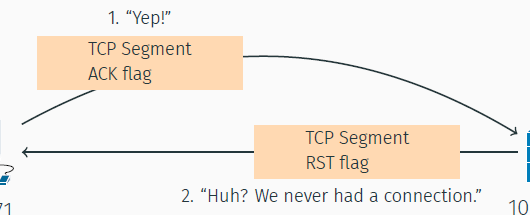 1. “Yep!”
TCP Segment
ACK flag
TCP Segment
RST flag
2. “Huh? We never had a connection.”
71
10